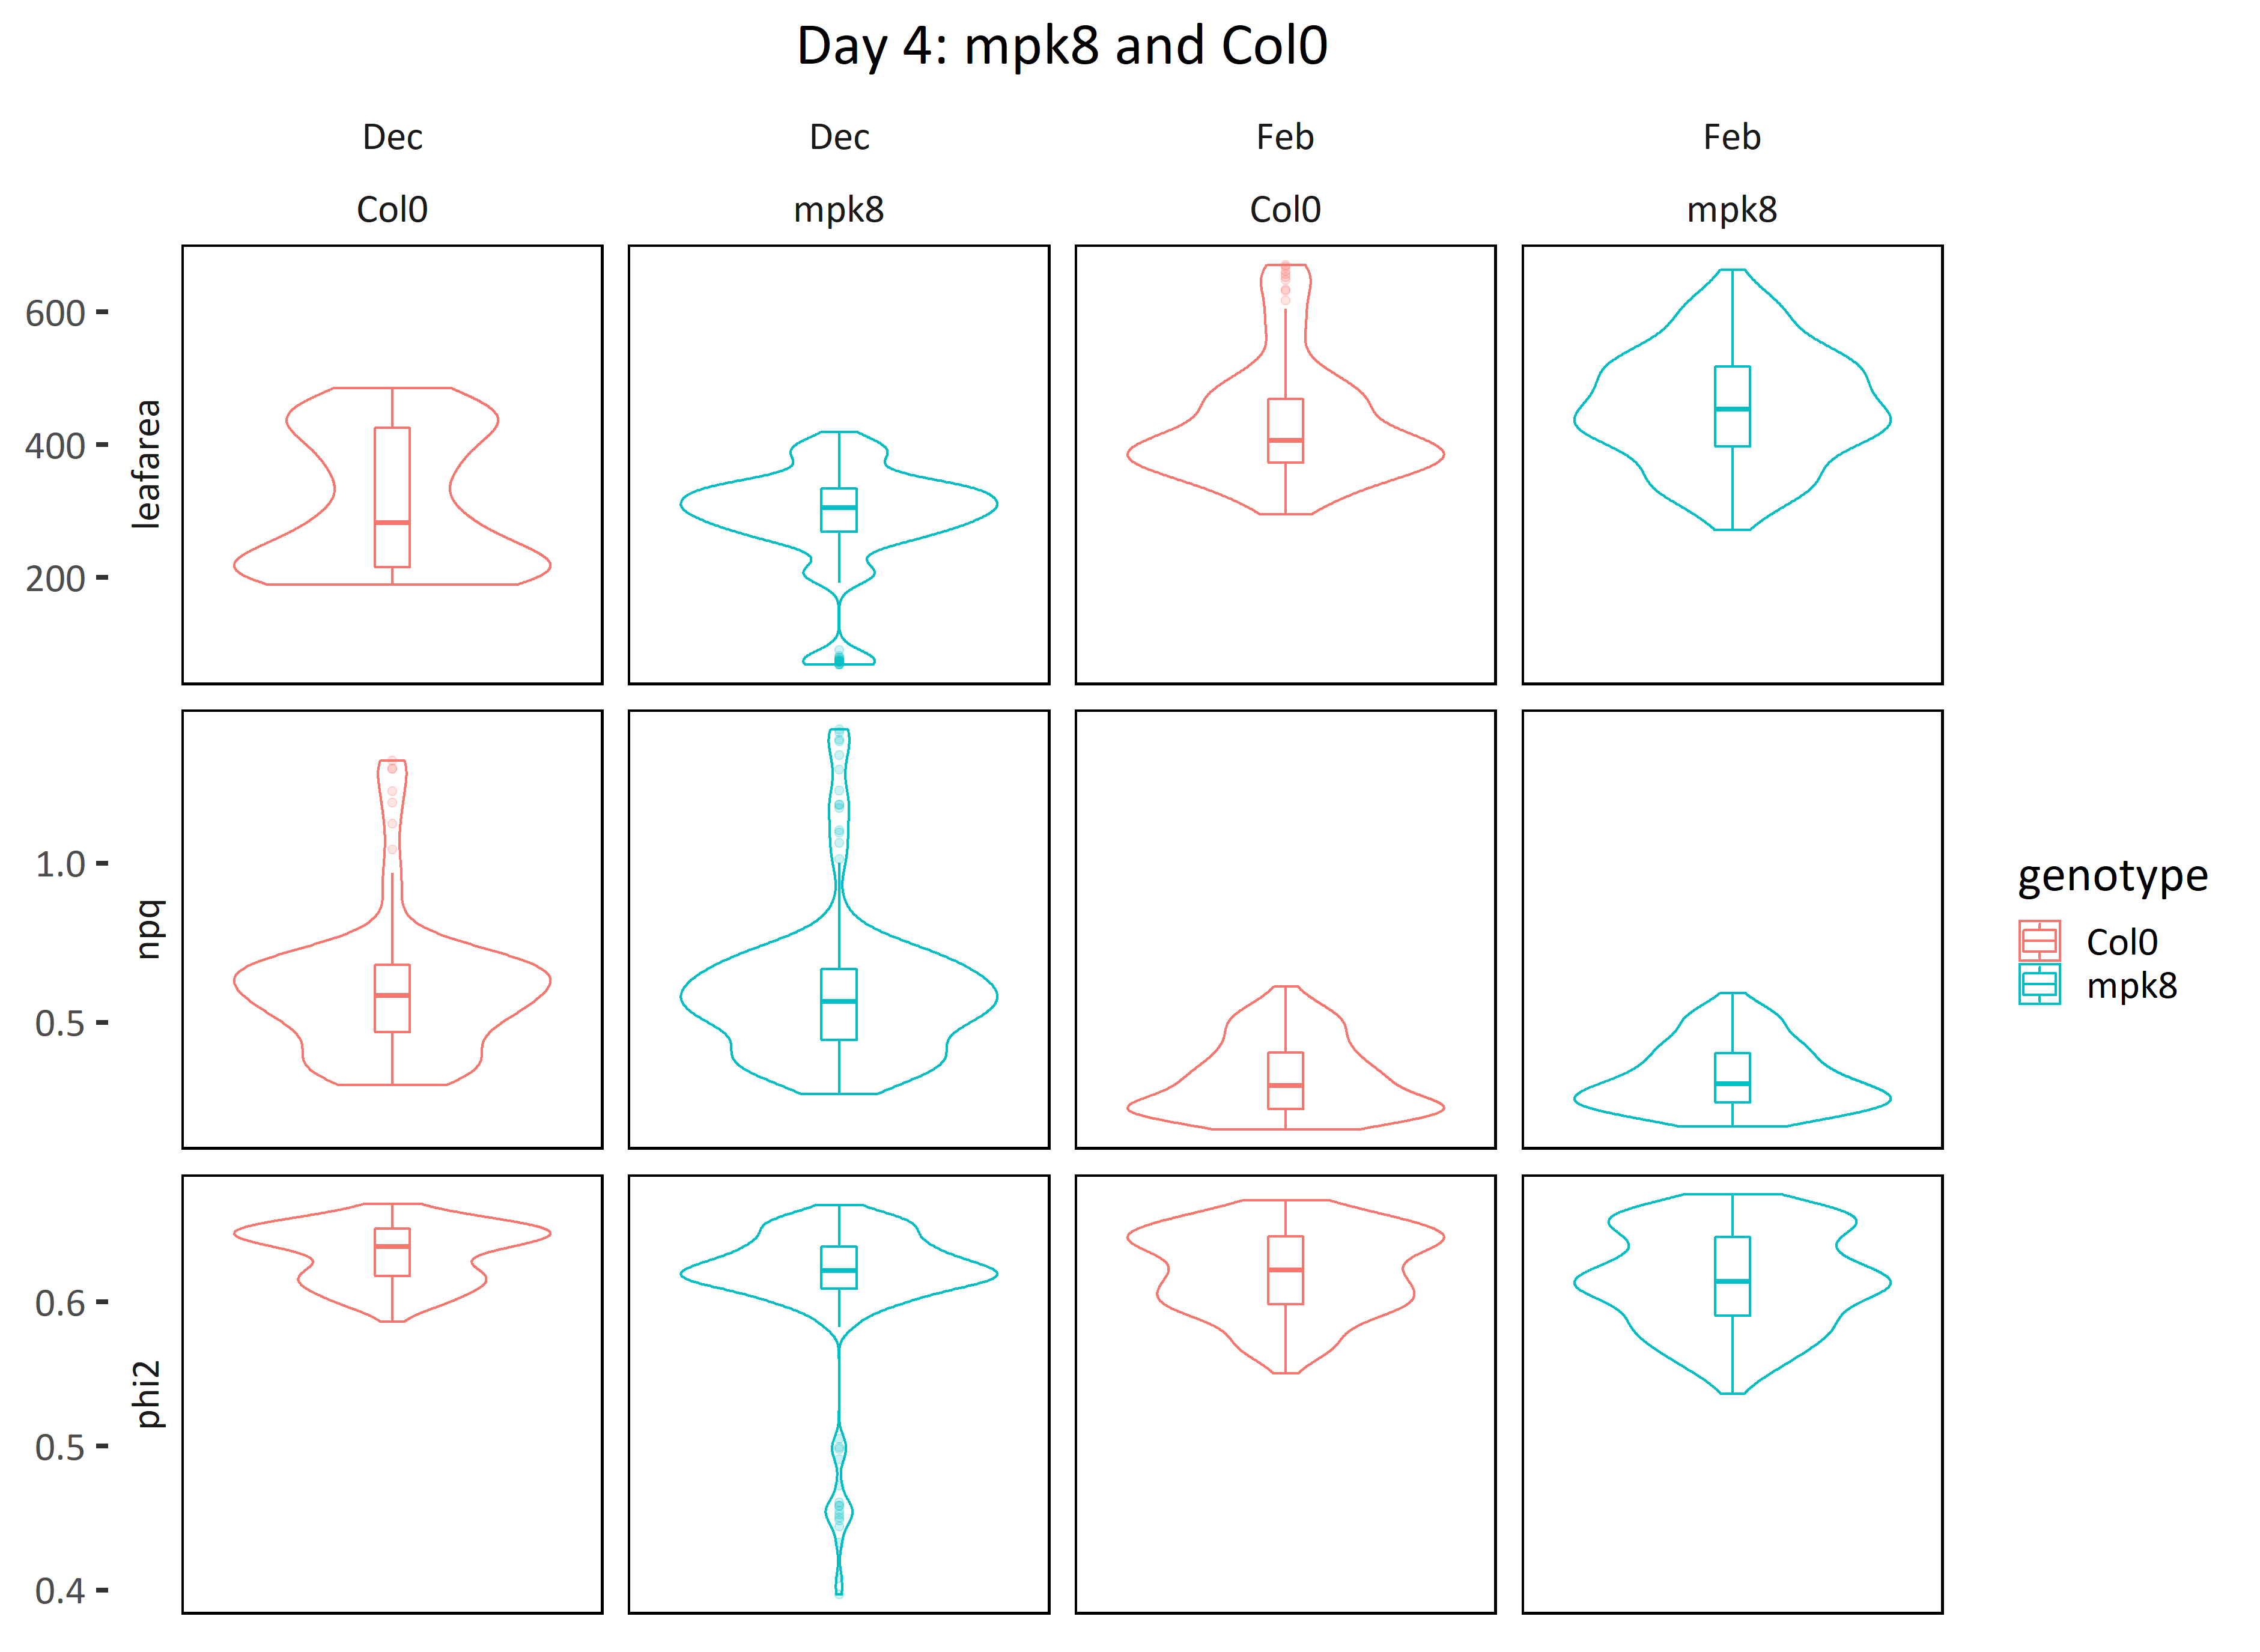 Day 4: mpk8 and Col0
Dec Dec Feb Feb
Col0 mpk8 Col0 mpk8
leafarea
600
400
200
npq
1.0
0.5
phi2
0.6
0.5
0.4
genotype
Col0
mpk8